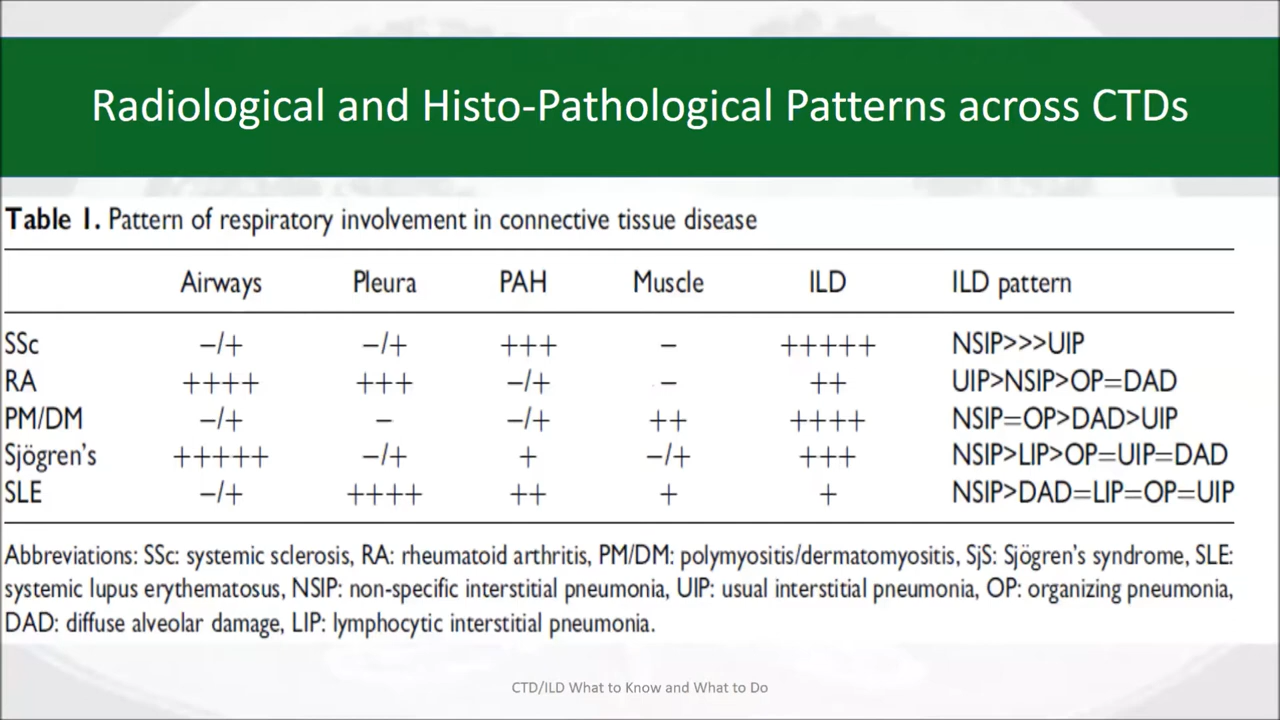 Radiological and Histo-Pathological Patterns across CTDs
Table 1. Pattern of respiratory involvement in connective tissue disease
Airways Pleura PAH Muscle ILD ILD pattern
SSc –/+ –/+ +++ – +++++ NSIP>>>UIP
RA ++++ +++ –/+ – ++ UIP>NSIP>OP=DAD
PM/DM –/+ – –/+ ++ ++++ NSIP=OP>DAD>UIP
Sjögren's +++++ –/+ + –/+ +++ NSIP>LIP>OP=UIP=DAD
SLE –/+ ++++ ++ + + NSIP>DAD=LIP=OP=UIP
Abbreviations: SSc: systemic sclerosis, RA: rheumatoid arthritis, PM/DM: polymyositis/dermatomyositis, SjS: Sjögren's syndrome, SLE:
systemic lupus erythematosus, NSIP: non-specific interstitial pneumonia, UIP: usual interstitial pneumonia, OP: organizing pneumonia,
DAD: diffuse alveolar damage, LIP: lymphocytic interstitial pneumonia.
CTD/ILD What to Know and What to Do